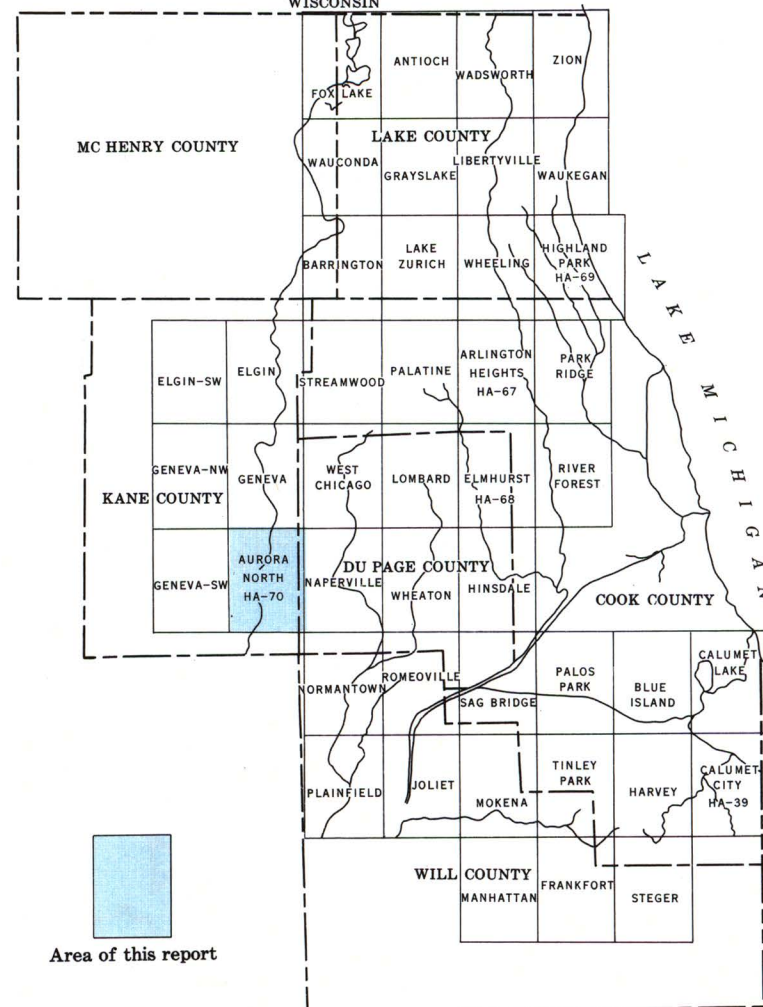 WISCONSIN
ANTIOCH
ZION
WADSWORTH
FOX LAKE
LAKE COUNTY
MC HENRY COUNTY
WAUCONDA
LIBERTYVILLE
GRAYSLAKE
WAUKEGAN
BARRINGTON
LAKE
ZURICH
WHEELING
HIGHLAND
PARK
HA-69
LAKE MICHIGAN
ELGIN-SW
ELGIN
STREAMWOOD
PALATINE
ARLINGTON
HEIGHTS
HA-67
PARK
RIDGE
GENEVA-NW
KANE COUNTY
GENEVA
WEST
CHICAGO
LOMBARD
ELMHURST
HA-68
RIVER
FOREST
GENEVA-SW
AURORA
NORTH
HA-70
DU PAGE COUNTY
NAPERVILLE
WHEATON
HINSDALE
COOK COUNTY
NORMANTOWN
ROMEOVILLE
SAG BRIDGE
PALOS
PARK
BLUE
ISLAND
CALUMET
LAKE
PLAINFIELD
JOLIET
MOKENA
TINLEY
PARK
HARVEY
CALUMET
CITY
HA-39
WILL COUNTY
MANHATTAN
FRANKFORT
STEGER
Area of this report